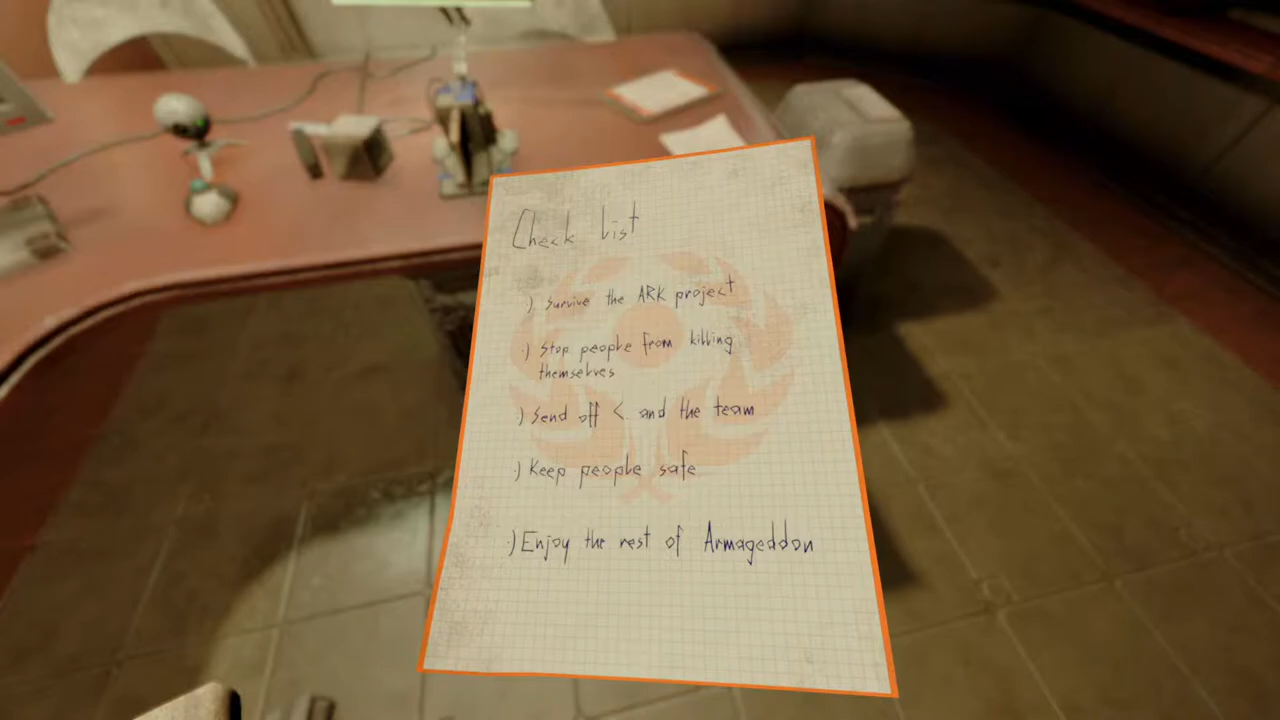 Check list
·) Survive the ARK project
·) Stop people from killing
themselves
·) Send off < and the team
·) Keep people safe
·) Enjoy the rest of Armageddon